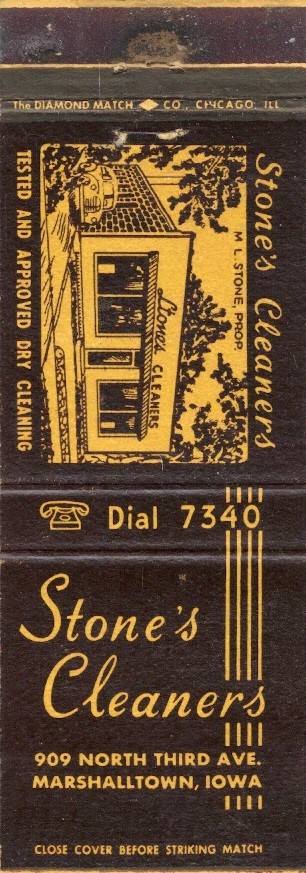 The DIAMOND MATCH CO., CHICAGO ILL
Stone's Cleaners
M L. STONE, PROP.
Stone's CLEANERS
TESTED AND APPROVED DRY CLEANING
Dial 7340
Stone's
Cleaners
909 NORTH THIRD AVE.
MARSHALLTOWN, IOWA
CLOSE COVER BEFORE STRIKING MATCH